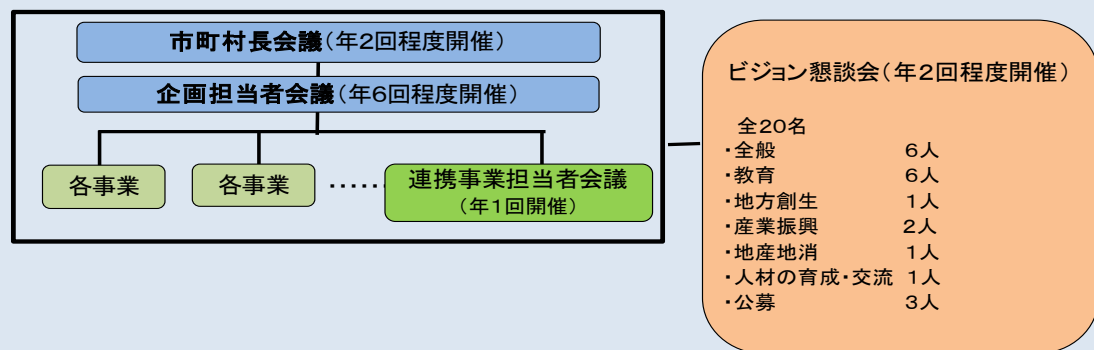 市町村長会議(年2回程度開催)
企画担当者会議(年6回程度開催)
各事業
各事業
……
連携事業担当者会議
(年1回開催)
ビジョン懇談会(年2回程度開催)
全20名
・全般 6人
・教育 6人
・地方創生 1人
・産業振興 2人
・地産地消 1人
・人材の育成・交流 1人
・公募 3人